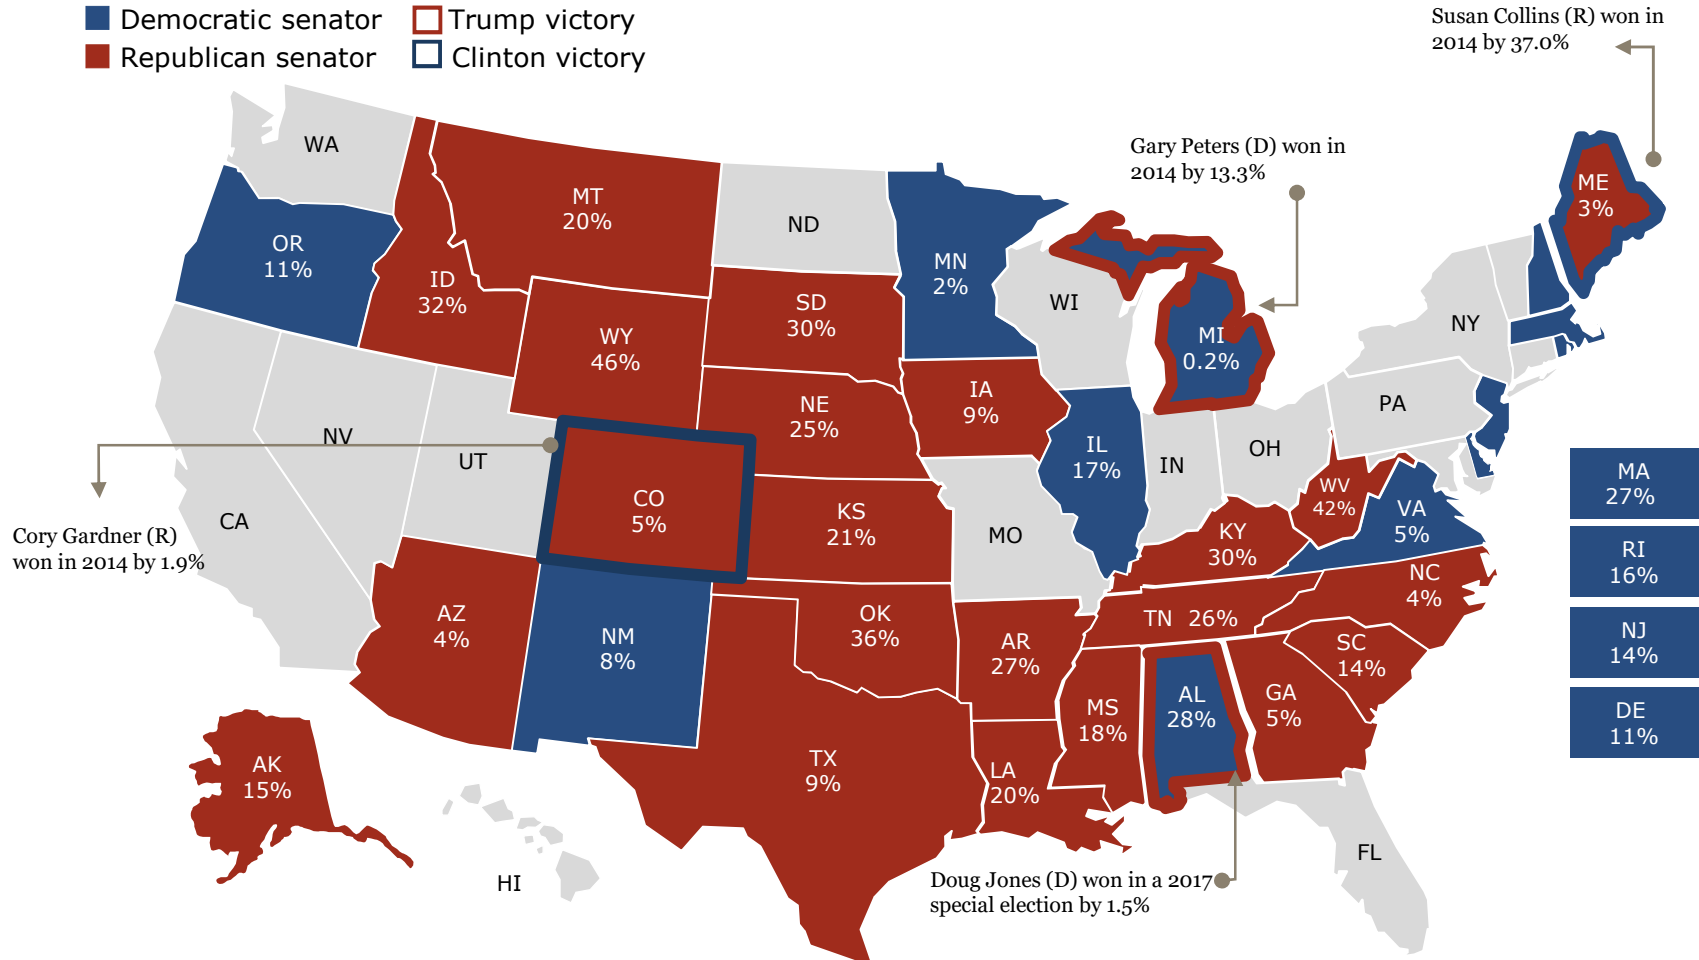 Democratic senator
Trump victory
Republican senator
Clinton victory
Susan Collins (R) won in
2014 by 37.0%
Gary Peters (D) won in
2014 by 13.3%
WA
MT
20%
ND
OR
11%
ID
32%
MN
2%
ME
3%
SD
30%
WI
MI
0.2%
WY
46%
NY
IA
9%
NE
25%
PA
NV
UT
IL
17%
IN
OH
CO
5%
KS
21%
MO
WV
42%
VA
5%
MA
27%
CA
Cory Gardner (R)
won in 2014 by 1.9%
KY
30%
RI
16%
NC
4%
AZ
4%
NM
8%
OK
36%
AR
27%
TN 26%
SC
14%
NJ
14%
MS
18%
AL
28%
GA
5%
DE
11%
AK
15%
TX
9%
LA
20%
HI
FL
Doug Jones (D) won in a 2017
special election by 1.5%